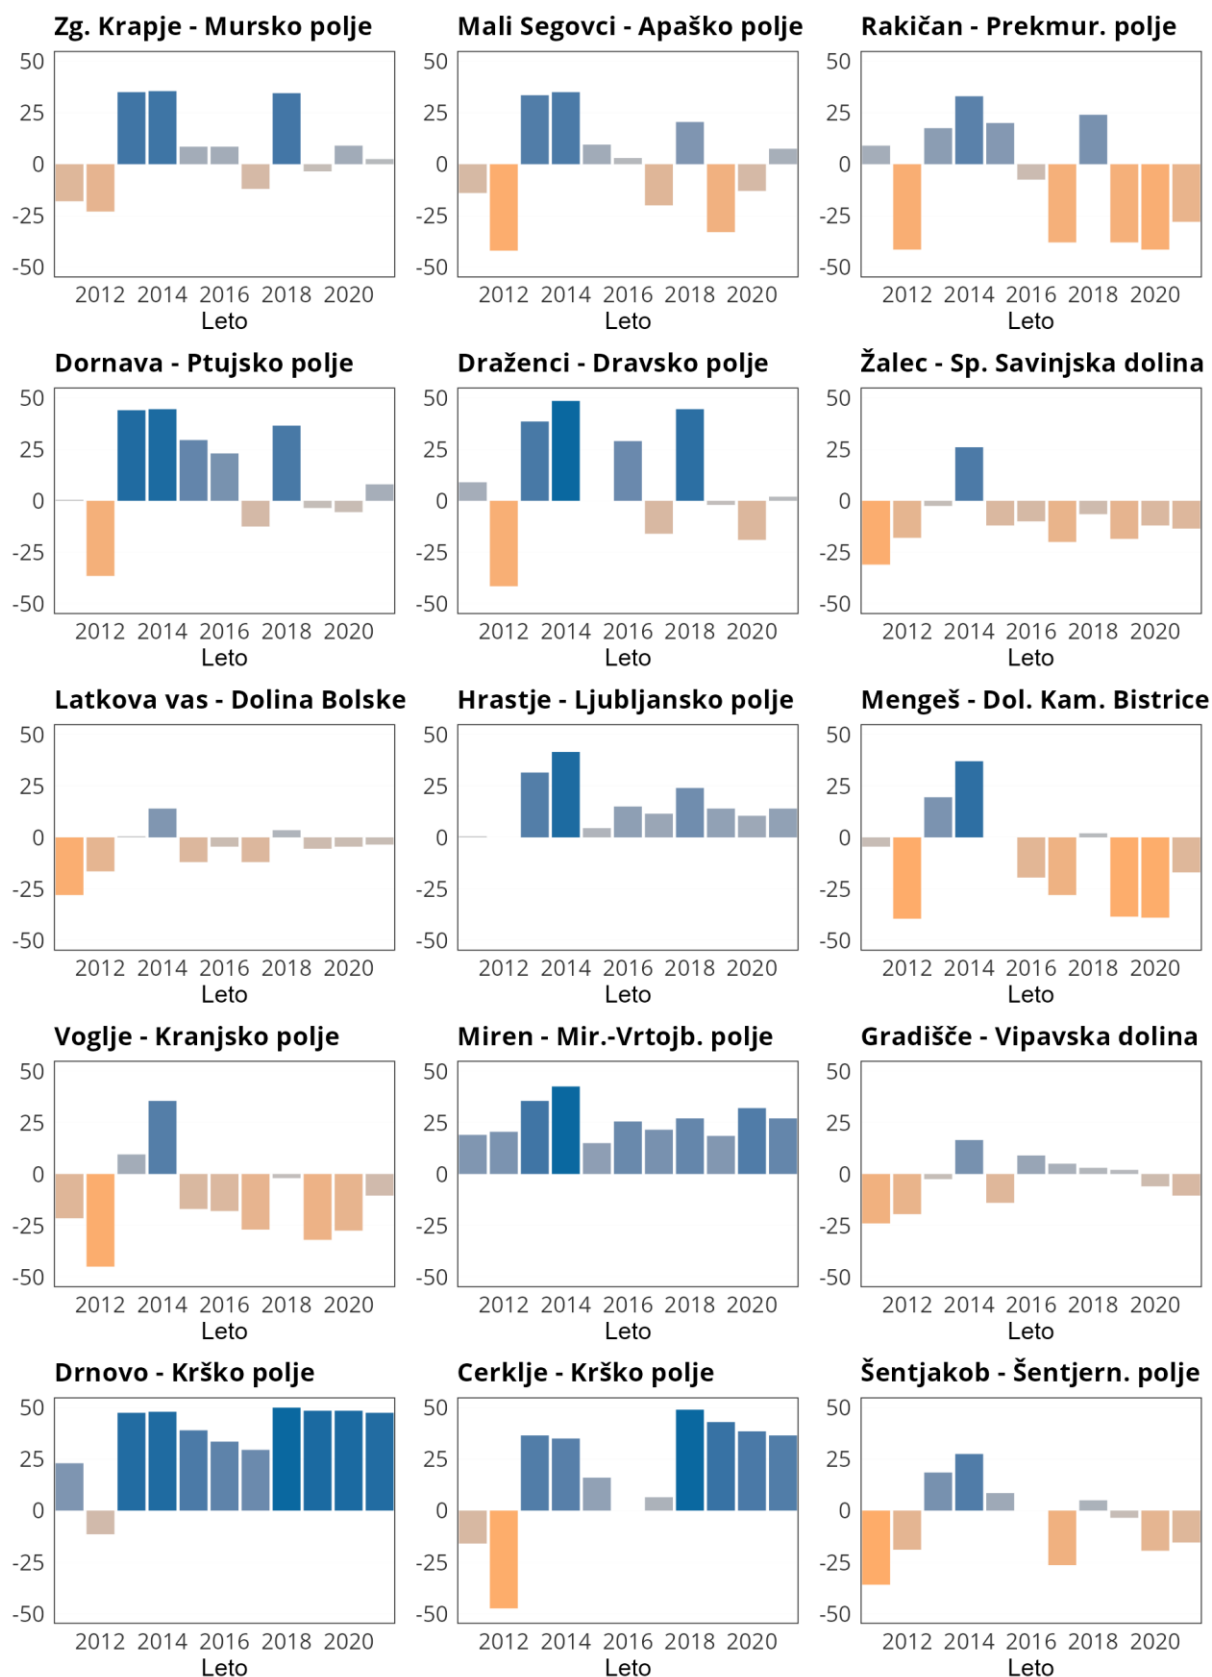 Zg. Krapje - Mursko polje
50
25
0
-25
-50
2012 2014 2016 2018 2020
Leto
Mali Segovci - Apaško polje
50
25
0
-25
-50
2012 2014 2016 2018 2020
Leto
Rakičan - Prekmur. polje
50
25
0
-25
-50
2012 2014 2016 2018 2020
Leto
Dornava - Ptujsko polje
50
25
0
-25
-50
2012 2014 2016 2018 2020
Leto
Draženci - Dravsko polje
50
25
0
-25
-50
2012 2014 2016 2018 2020
Leto
Žalec - Sp. Savinjska dolina
50
25
0
-25
-50
2012 2014 2016 2018 2020
Leto
Latkova vas - Dolina Bolske
50
25
0
-25
-50
2012 2014 2016 2018 2020
Leto
Hrastje - Ljubljansko polje
50
25
0
-25
-50
2012 2014 2016 2018 2020
Leto
Mengeš - Dol. Kam. Bistrice
50
25
0
-25
-50
2012 2014 2016 2018 2020
Leto
Voglje - Kranjsko polje
50
25
0
-25
-50
2012 2014 2016 2018 2020
Leto
Miren - Mir.-Vrtojb. polje
50
25
0
-25
-50
2012 2014 2016 2018 2020
Leto
Gradišče - Vipavska dolina
50
25
0
-25
-50
2012 2014 2016 2018 2020
Leto
Drnovo - Krško polje
50
25
0
-25
-50
2012 2014 2016 2018 2020
Leto
Cerklje - Krško polje
50
25
0
-25
-50
2012 2014 2016 2018 2020
Leto
Šentjakob - Šentjern. polje
50
25
0
-25
-50
2012 2014 2016 2018 2020
Leto